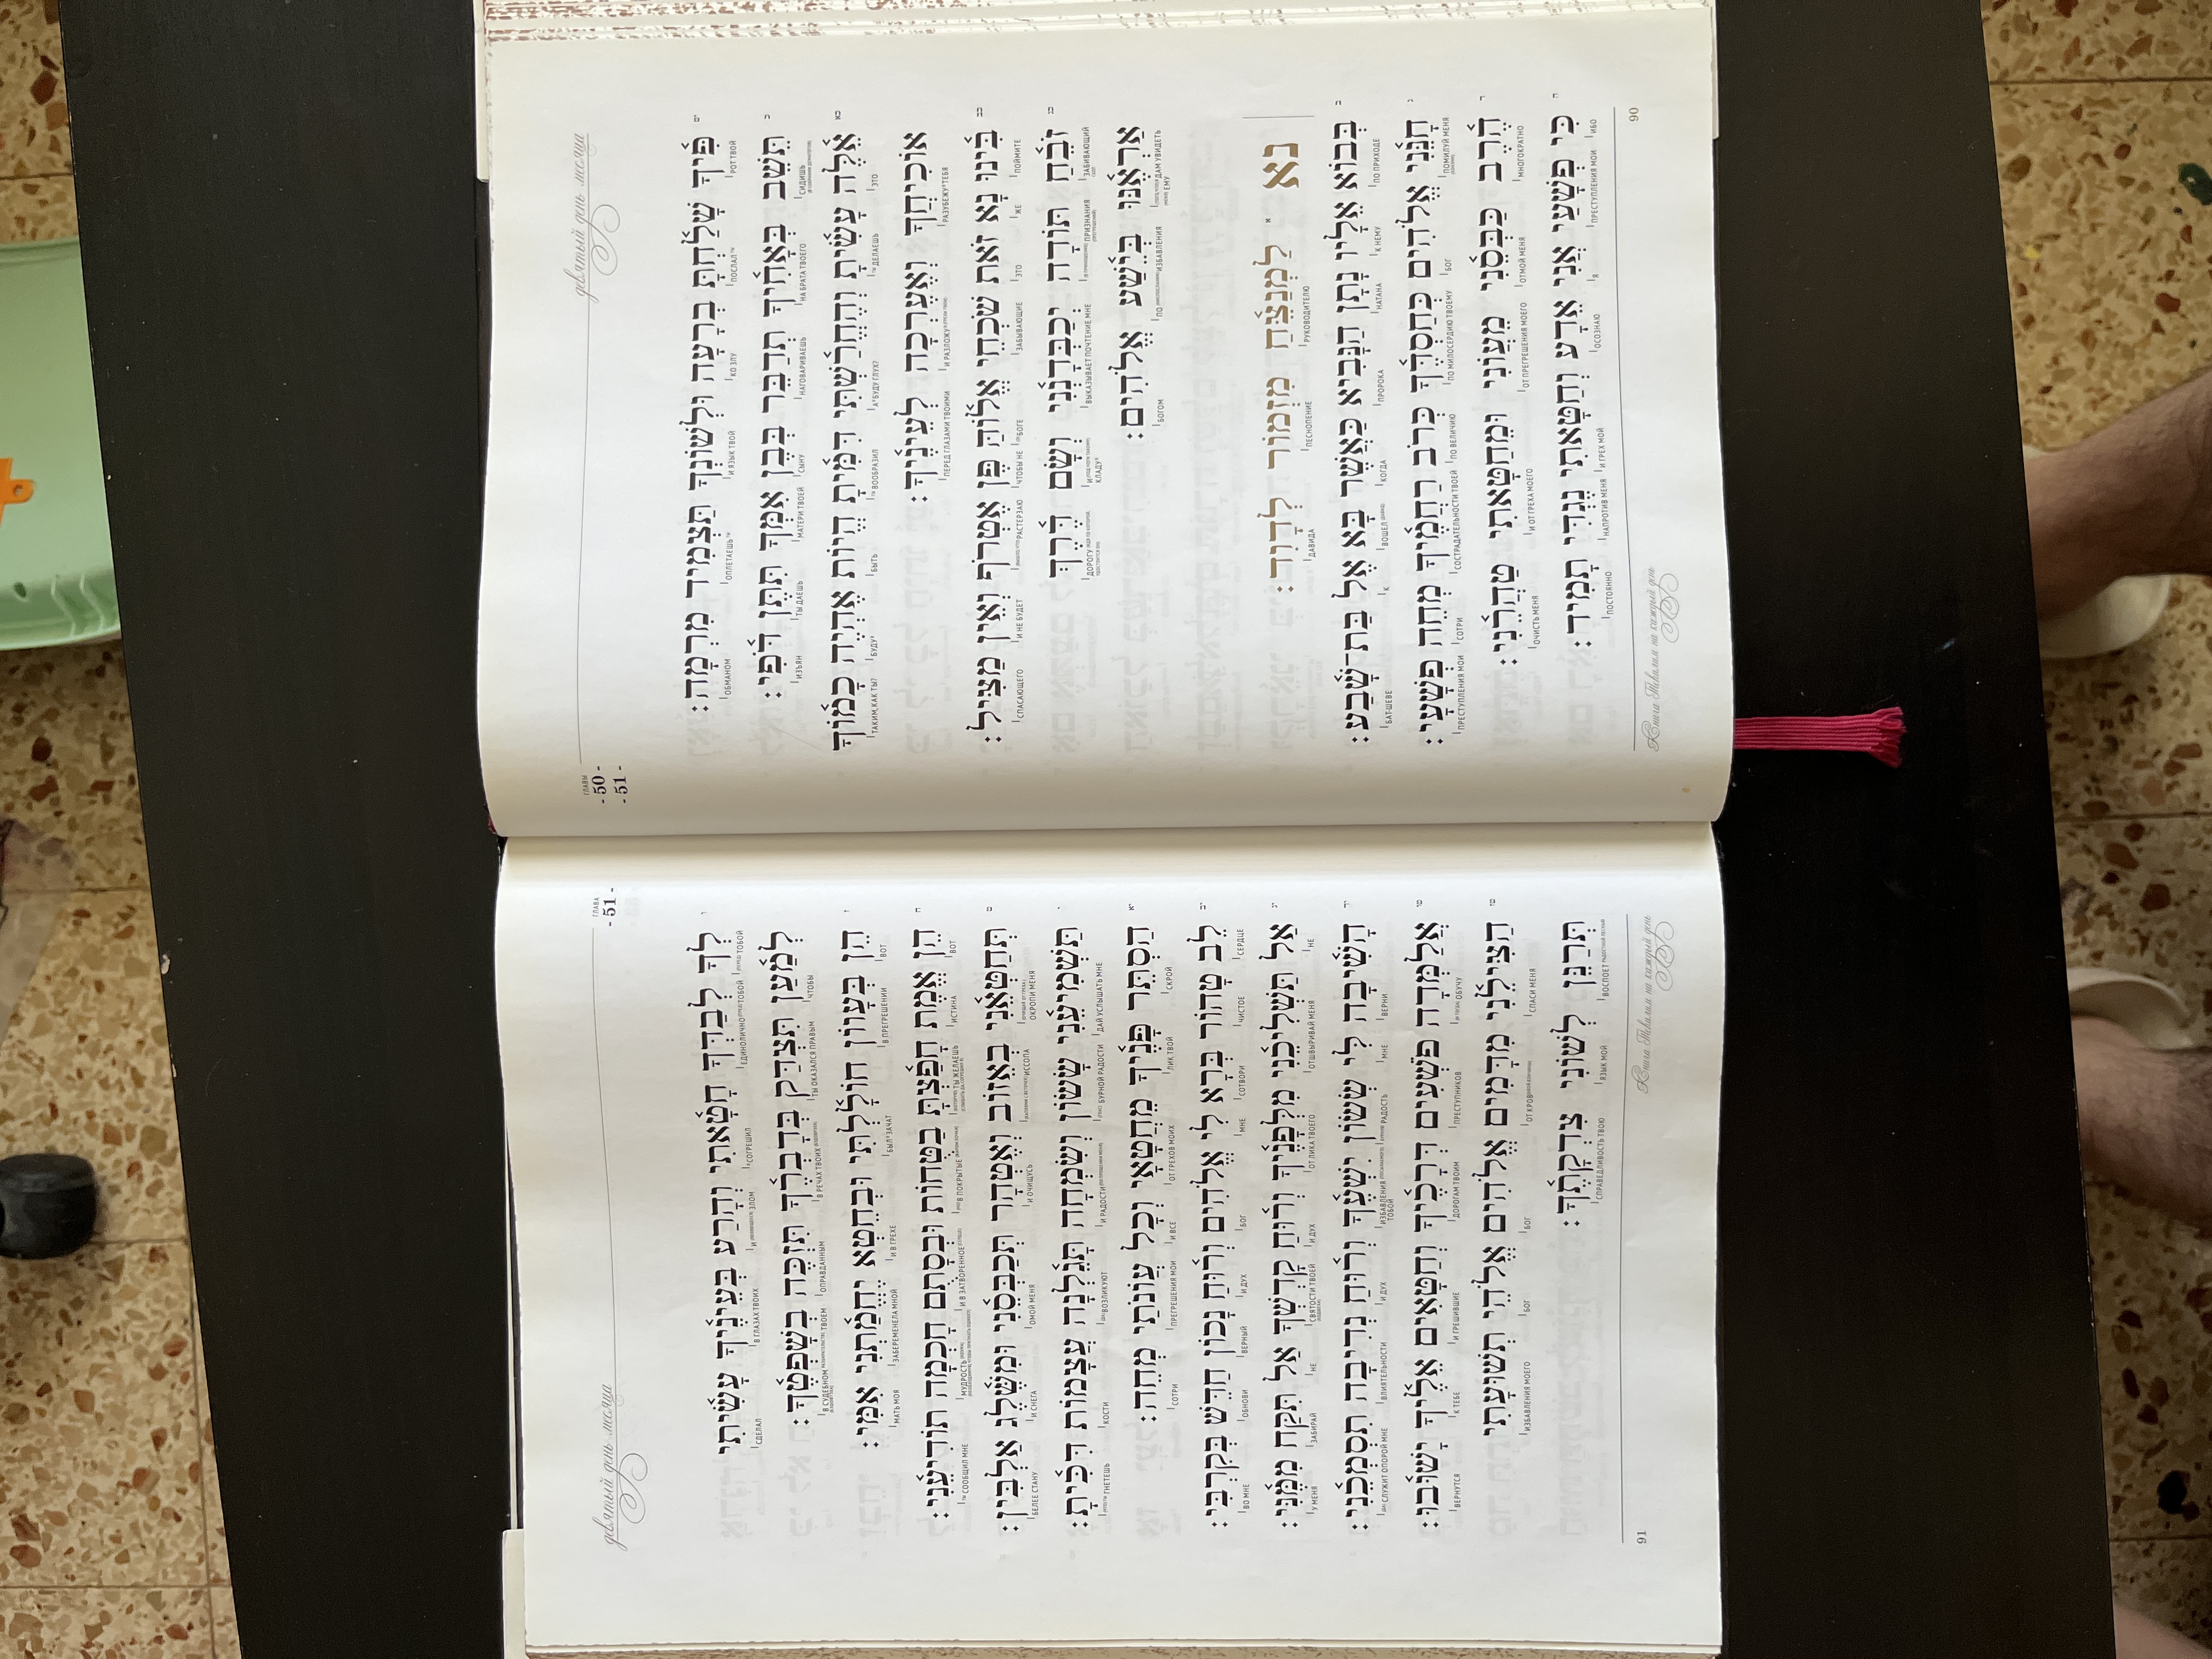 девятый день месяца
ГЛАВЫ
- 50 -
- 51 -
יט פִּ֫יךָ שָׁלַ֫חְתָּ בְרָעָה וּלְשׁוֹנְךָ תַּצְמִיד מִרְמָה:
РОТ ТВОЙ ПОСЛАЛ ТЫ КО ЗЛУ И ЯЗЫК ТВОЙ ОПЛЕТАЕШЬ ТЫ ОБМАНОМ
כ תֵּשֵׁב בְּאָחִ֫יךָ תְדַבֵּר בְּבֶן אִמְּךָ תִּתֶּן דֹּ֫פִי:
СИДИШЬ НА БРАТА ТВОЕГО НАГОВАРИВАЕШЬ СЫНУ МАТЕРИ ТВОЕЙ ТЫ ДАЕШЬ ИЗЪЯН
כא אֵ֫לֶּה עָשִׂ֫יתָ וְהֶחֱרַ֫שְׁתִּי דִּמִּ֫יתָ הֱיוֹת אֶהְיֶה כָמ֫וֹךָ
ЭТО ТЫ ДЕЛАЕШЬ А Я БУДУ ГЛУХ? ТЫ ВООБРАЗИЛ БЫТЬ БУДУ Я ТАКИМ, КАК ТЫ?
אוֹכִיחֲךָ וְאֶעֶרְכָה לְעֵינֶ֫יךָ:
РАЗУБЕЖУ Я ТЕБЯ И РАЗЛОЖУ ПЕРЕД ГЛАЗАМИ ТВОИМИ
כב בִּ֫ינוּ נָא זֹאת שֹׁכְחֵי אֱל֫וֹהַּ פֶּן אֶטְרֹף וְאֵין מַצִּיל:
ПОЙМИТЕ ЖЕ ЭТО ЗАБЫВАЮЩИЕ БОГЕ ЧТОБЫ НЕ РАСТЕРЗАЮ И НЕ БУДЕТ СПАСАЮЩЕГО
כג זֹבֵ֫חַ תּוֹדָה יְכַבְּדָנְנִי וְשָׂם דֶּ֫רֶךְ
ЗАБИВАЮЩИЙ ПРИЗНАНИЯ ВЫКАЗЫВАЕТ ПОЧТЕНИЕ МНЕ И КЛАДУ ДОРОГУ
אַרְאֶ֫נּוּ בְּיֵ֫שַׁע אֱלֹהִים:
ДАМ УВИДЕТЬ ЕМУ ПО ИЗБАВЛЕНИЯ БОГОМ
נא א לַמְנַצֵּ֫חַ מִזְמוֹר לְדָוִד:
РУКОВОДИТЕЛЮ ПЕСНОПЕНИЕ ДАВИДА
ב בְּבוֹא אֵלָיו נָתָן הַנָּבִיא כַּאֲשֶׁר בָּא אֶל בַּת־שָׁ֫בַע:
ПО ПРИХОДЕ К НЕМУ НАТАНА ПРОРОКА КОГДА ВОШЕЛ К БАТ-ШЕВЕ
ג חָנֵּ֫נִי אֱלֹהִים כְּחַסְדֶּ֫ךָ כְּרֹב רַחֲמֶ֫יךָ מְחֵה פְשָׁעָי:
ПОМИЛУЙ МЕНЯ БОГ ПО МИЛОСЕРДИЮ ТВОЕМУ ПО ВЕЛИЧИЮ СОСТРАДАТЕЛЬНОСТИ ТВОЕЙ СОТРИ ПРЕСТУПЛЕНИЯ МОИ
ד הֶ֫רֶב כַּבְּסֵ֫נִי מֵעֲוֹנִי וּמֵחַטָּאתִי טַהֲרֵ֫נִי:
МНОГОКРАТНО ОТМОЙ МЕНЯ ОТ ПРЕГРЕШЕНИЯ МОЕГО И ОТ ГРЕХА МОЕГО ОЧИСТЬ МЕНЯ
ה כִּי פְשָׁעַי אֲנִי אֵדָע וְחַטָּאתִי נֶגְדִּי תָמִיד:
ИБО ПРЕСТУПЛЕНИЯ МОИ Я ОСОЗНАЮ И ГРЕХ МОЙ НАПРОТИВ МЕНЯ ПОСТОЯННО
Книга Теhилим на каждый день
90
девятый день месяца
ГЛАВА
- 51 -
ו לְךָ לְבַדְּךָ חָטָ֫אתִי וְהָרַע בְּעֵינֶ֫יךָ עָשִׂ֫יתִי
ТОБОЙ ЕДИНОЛИЧНО ТОБОЙ Я СОГРЕШИЛ И ЗЛОМ В ГЛАЗАХ ТВОИХ СДЕЛАЛ
לְמַ֫עַן תִּצְדַּק בְּדָבְרֶ֫ךָ תִּזְכֶּה בְשָׁפְטֶ֫ךָ:
ЧТОБЫ ТЫ ОКАЗАЛСЯ ПРАВЫМ В РЕЧАХ ТВОИХ ОПРАВДАННЫМ В СУДЕБНОМ РАЗБИРАТЕЛЬСТВЕ ТВОЕМ
ז הֵן בְּעָווֹן חוֹלָ֫לְתִּי וּבְחֵטְא יֶחֱמַ֫תְנִי אִמִּי:
ВОТ В ПРЕГРЕШЕНИИ БЫЛ Я ЗАЧАТ И В ГРЕХЕ ЗАБЕРЕМЕНЕЛА МНОЙ МАТЬ МОЯ
ח הֵן אֱמֶת חָפַ֫צְתָּ בַטֻּחוֹת וּבְסָתֻם חָכְמָה תוֹדִיעֵ֫נִי:
ВОТ ИСТИНА ТЫ ЖЕЛАЕШЬ В ПОКРЫТЫЕ И В ЗАТВОРЕННОЕ МУДРОСТЬ ТЫ СООБЩИЛ МНЕ
ט תְּחַטְּאֵ֫נִי בְאֵזוֹב וְאֶטְהָר תְּכַבְּסֵ֫נִי וּמִשֶּׁ֫לֶג אַלְבִּין:
ОКРОПИ МЕНЯ ИССОПА И ОЧИЩУСЬ ОМОЙ МЕНЯ И СНЕГА БЕЛЕЕ СТАНУ
י תַּשְׁמִיעֵ֫נִי שָׂשׂוֹן וְשִׂמְחָה תָּגֵ֫לְנָה עֲצָמוֹת דִּכִּ֫יתָ:
ДАЙ УСЛЫШАТЬ МНЕ БУРНОЙ РАДОСТИ И РАДОСТИ ВОЗЛИКУЮТ КОСТИ ГНЕТЕШЬ
יא הַסְתֵּר פָּנֶ֫יךָ מֵחֲטָאָי וְכָל עֲוֹנֹתַי מְחֵה:
СКРОЙ ЛИК ТВОЙ ОТ ГРЕХОВ МОИХ И ВСЕ ПРЕГРЕШЕНИЯ МОИ СОТРИ
יב לֵב טָהוֹר בְּרָא לִי אֱלֹהִים וְר֫וּחַ נָכוֹן חַדֵּשׁ בְּקִרְבִּי:
СЕРДЦЕ ЧИСТОЕ СОТВОРИ МНЕ БОГ И ДУХ ВЕРНЫЙ ОБНОВИ ВО МНЕ
יג אַל תַּשְׁלִיכֵ֫נִי מִלְּפָנֶ֫יךָ וְר֫וּחַ קָדְשְׁךָ אַל תִּקַּח מִמֶּ֫נִּי:
НЕ ОТШВЫРИВАЙ МЕНЯ ОТ ЛИКА ТВОЕГО И ДУХ СВЯТОСТИ ТВОЕЙ НЕ ЗАБИРАЙ У МЕНЯ
יד הָשִׁ֫יבָה לִּי שְׂשׂוֹן יִשְׁעֶ֫ךָ וְר֫וּחַ נְדִיבָה תִסְמְכֵ֫נִי:
ВЕРНИ МНЕ РАДОСТЬ ИЗБАВЛЕНИЯ ТОБОЙ И ДУХ ВЛИЯТЕЛЬНОСТИ СЛУЖИТ ОПОРОЙ МНЕ
טו אֲלַמְּדָה פֹשְׁעִים דְּרָכֶ֫יךָ וְחַטָּאִים אֵלֶ֫יךָ יָשׁ֫וּבוּ:
ОБУЧУ ПРЕСТУПНИКОВ ДОРОГАМ ТВОИМ И ГРЕШИВШИЕ К ТЕБЕ ВЕРНУТСЯ
טז הַצִּילֵ֫נִי מִדָּמִים אֱלֹהִים אֱלֹהֵי תְּשׁוּעָתִי
СПАСИ МЕНЯ ОТ КРОВ БОГ БОГ ИЗБАВЛЕНИЯ МОЕГО
תְּרַנֵּן לְשׁוֹנִי צִדְקָתֶ֫ךָ:
ВОСПОЕТ РАДОСТНОЙ ПЕСНЬЮ ЯЗЫК МОЙ СПРАВЕДЛИВОСТЬ ТВОЮ
Книга Теhилим на каждый день
91